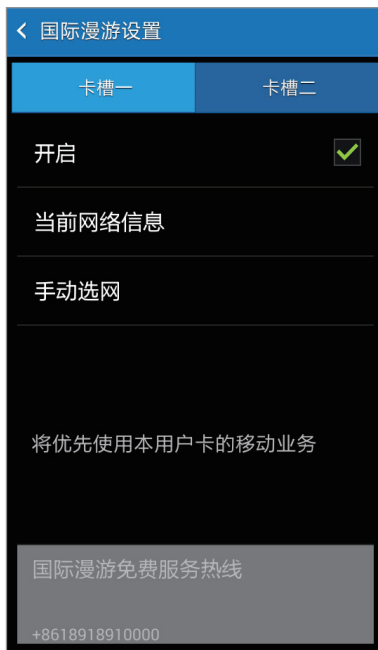 国际漫游设置
卡槽一 卡槽二
开启
当前网络信息
手动选网
将优先使用本用户卡的移动业务
国际漫游免费服务热线
+8618918910000